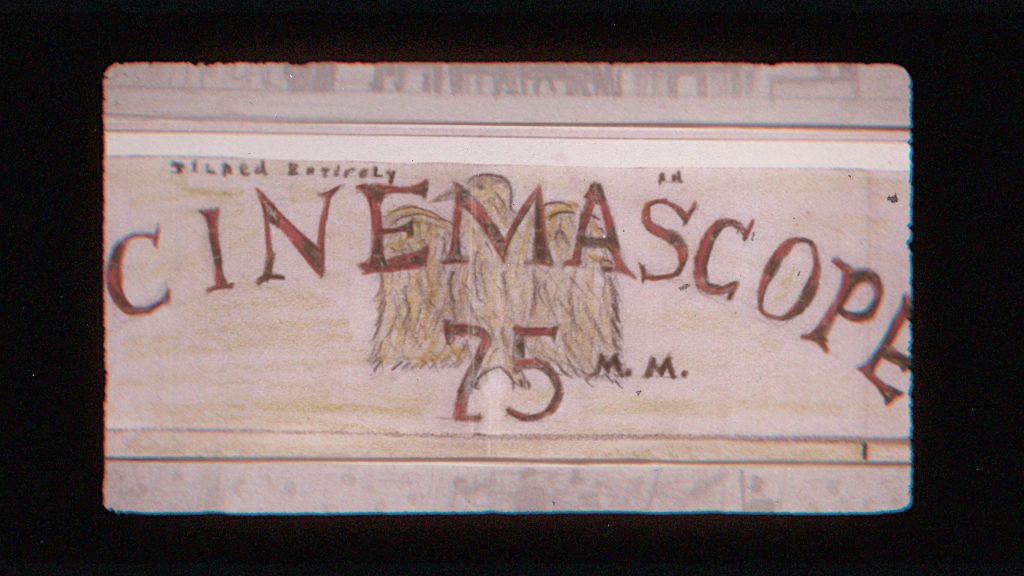 Filmed Entirely
in
CINEMASCOPE
75 M.M.